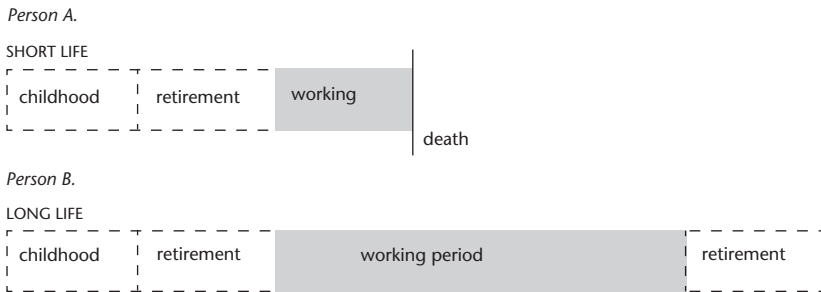 Person A.
SHORT LIFE
childhood retirement working
death
Person B.
LONG LIFE
childhood retirement working period retirement